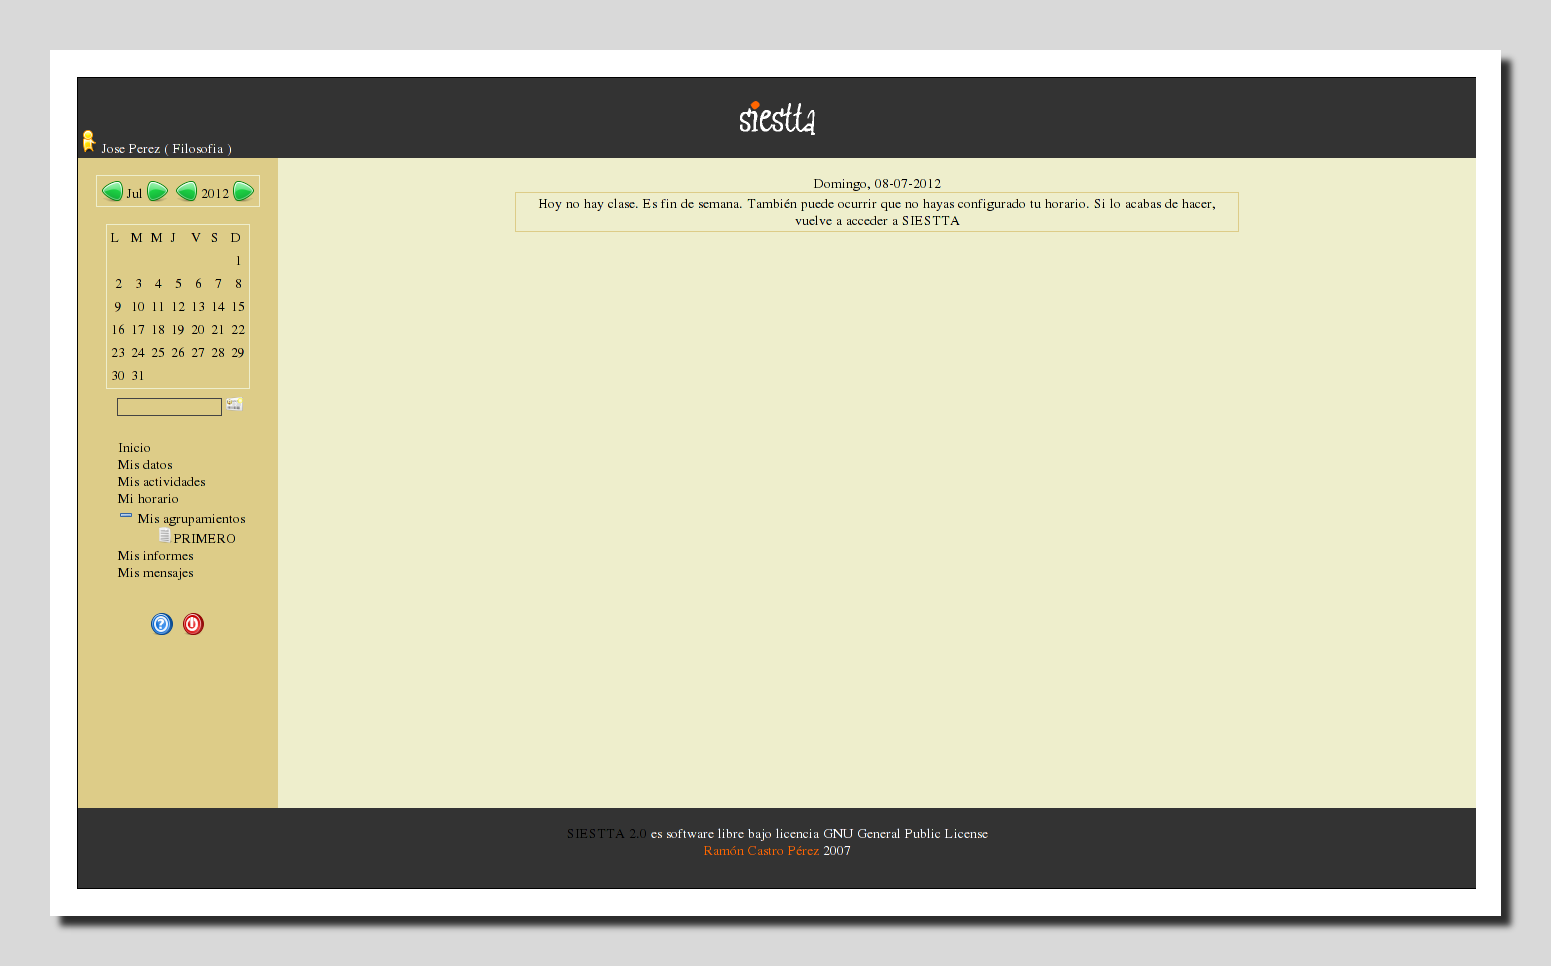 siestta
Jose Perez ( Filosofia )
Jul 2012
L M M J V S D
1
2 3 4 5 6 7 8
9 10 11 12 13 14 15
16 17 18 19 20 21 22
23 24 25 26 27 28 29
30 31
Inicio
Mis datos
Mis actividades
Mi horario
Mis agrupamientos
PRIMERO
Mis informes
Mis mensajes
Domingo, 08-07-2012
Hoy no hay clase. Es fin de semana. También puede ocurrir que no hayas configurado tu horario. Si lo acabas de hacer,
vuelve a acceder a SIESTTA
SIESTTA 2.0 es software libre bajo licencia GNU General Public License
Ramón Castro Pérez 2007